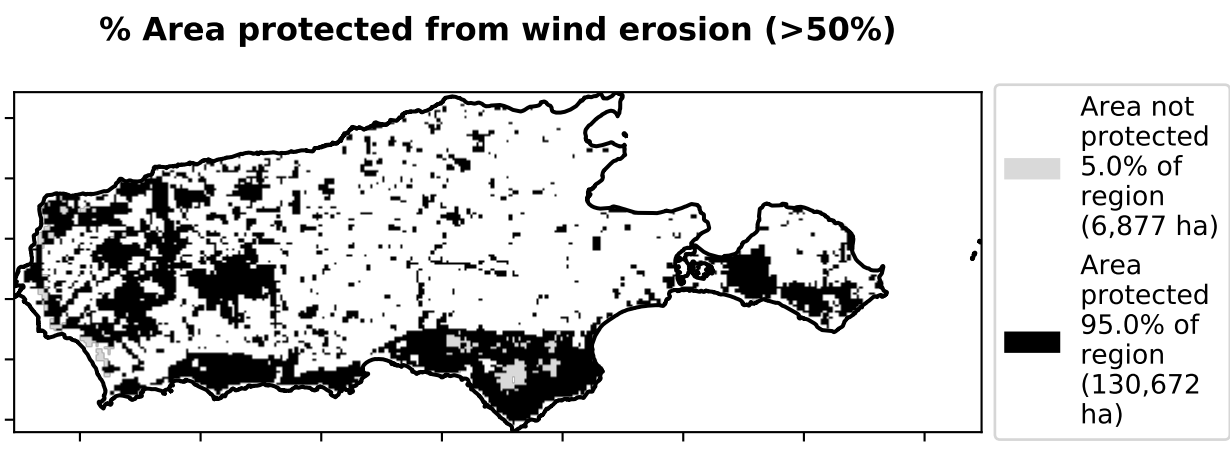 % Area protected from wind erosion (>50%)
Area not
protected
5.0% of
region
(6,877 ha)
Area
protected
95.0% of
region
(130,672
ha)